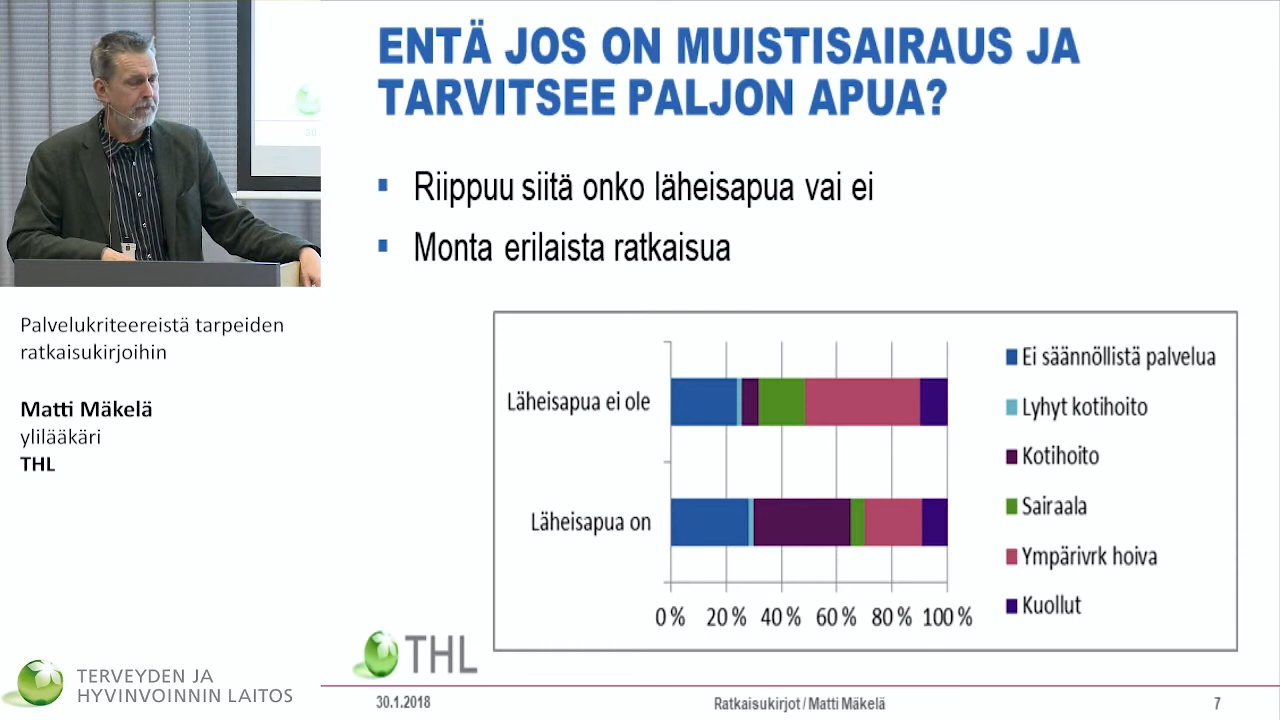 ENTÄ JOS ON MUISTISAIRAUS JA
TARVITSEE PALJON APUA?
Riippuu siitä onko läheisapua vai ei
Monta erilaista ratkaisua
Palvelukriteereistä tarpeiden
ratkaisukirjoihin
Matti Mäkelä
ylilääkäri
THL
Läheisapua ei ole
Läheisapua on
0 % 20 % 40 % 60 % 80 % 100 %
Ei säännöllistä palvelua
Lyhyt kotihoito
Kotihoito
Sairaala
Ympärivrk hoiva
Kuollut
THL
TERVEYDEN JA
HYVINVOINNIN LAITOS
30.1.2018
Ratkaisukirjot / Matti Mäkelä
7